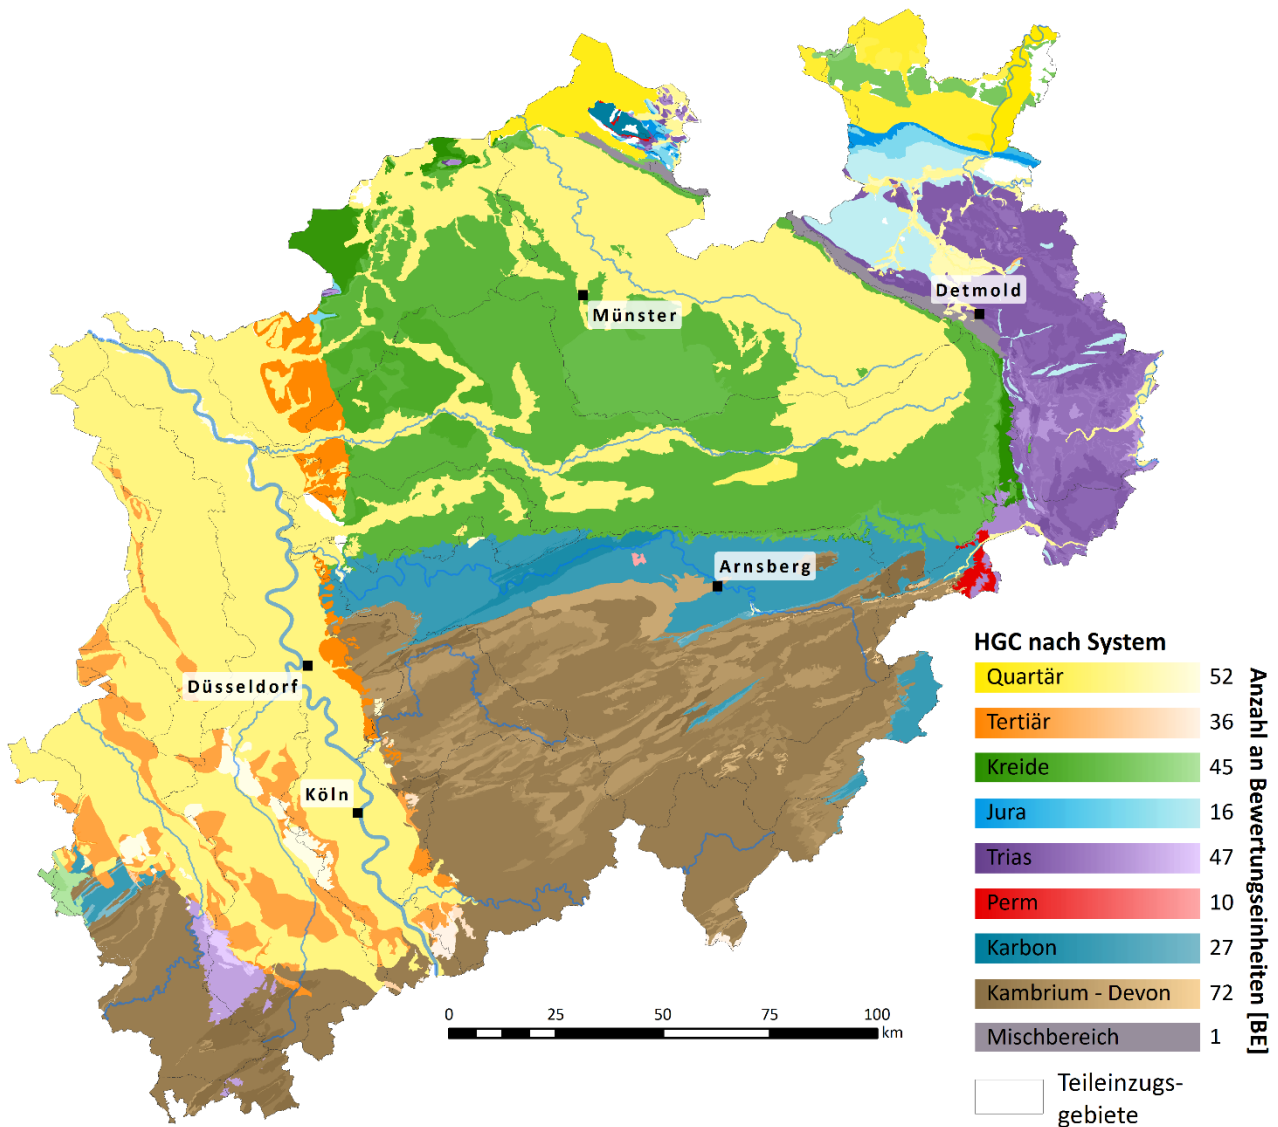 Detmold
Münster
Arnsberg
Düsseldorf
Köln
HGC nach System
Quartär 52
Tertiär 36
Kreide 45
Jura 16
Trias 47
Perm 10
Karbon 27
Kambrium - Devon 72
Mischbereich 1
Teileinzugs-
gebiete
Anzahl an Bewertungseinheiten [BE]
0 25 50 75 100
km